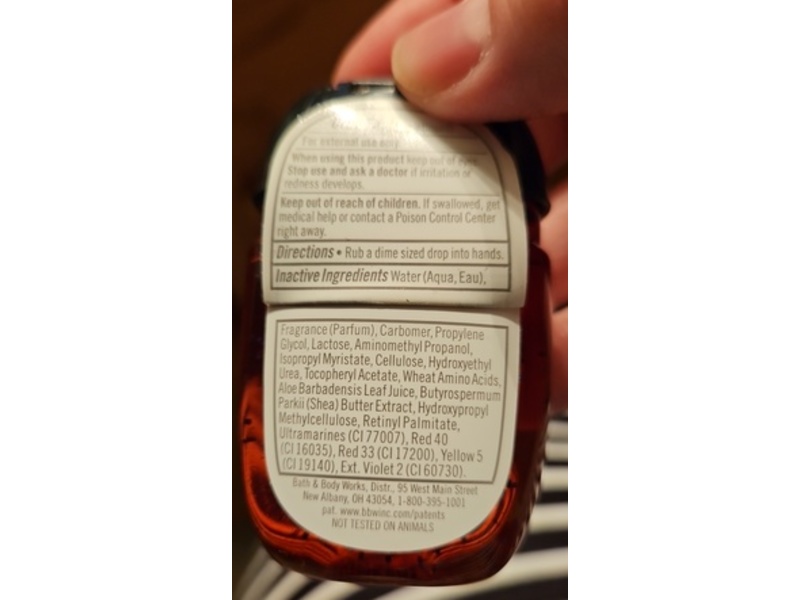 For external use only
When using this product keep out of eyes.
Stop use and ask a doctor if irritation or
redness develops.
Keep out of reach of children. If swallowed, get
medical help or contact a Poison Control Center
right away.
Directions • Rub a dime sized drop into hands.
Inactive Ingredients Water (Aqua, Eau),
Fragrance (Parfum), Carbomer, Propylene
Glycol, Lactose, Aminomethyl Propanol,
Isopropyl Myristate, Cellulose, Hydroxyethyl
Urea, Tocopheryl Acetate, Wheat Amino Acids,
Aloe Barbadensis Leaf Juice, Butyrospermum
Parkii (Shea) Butter Extract, Hydroxypropyl
Methylcellulose, Retinyl Palmitate,
Ultramarines (CI 77007), Red 40
(CI 16035), Red 33 (CI 17200), Yellow 5
(CI 19140), Ext. Violet 2 (CI 60730).
Bath & Body Works, Distr., 95 West Main Street
New Albany, OH 43054, 1-800-395-1001
pat. www.bbwinc.com/patents
NOT TESTED ON ANIMALS